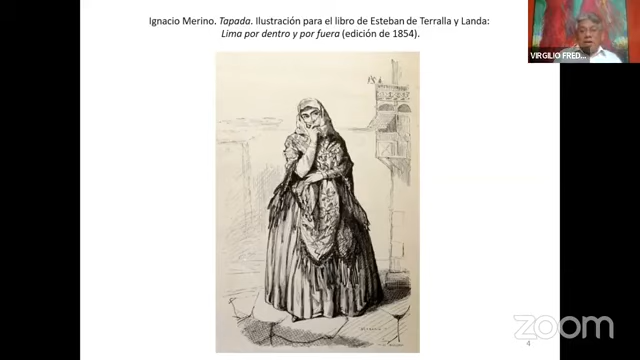 Ignacio Merino. Tapada. Ilustración para el libro de Esteban de Terralla y Landa:
Lima por dentro y por fuera (edición de 1854).
VIRGILIO FRED...
zoom
4